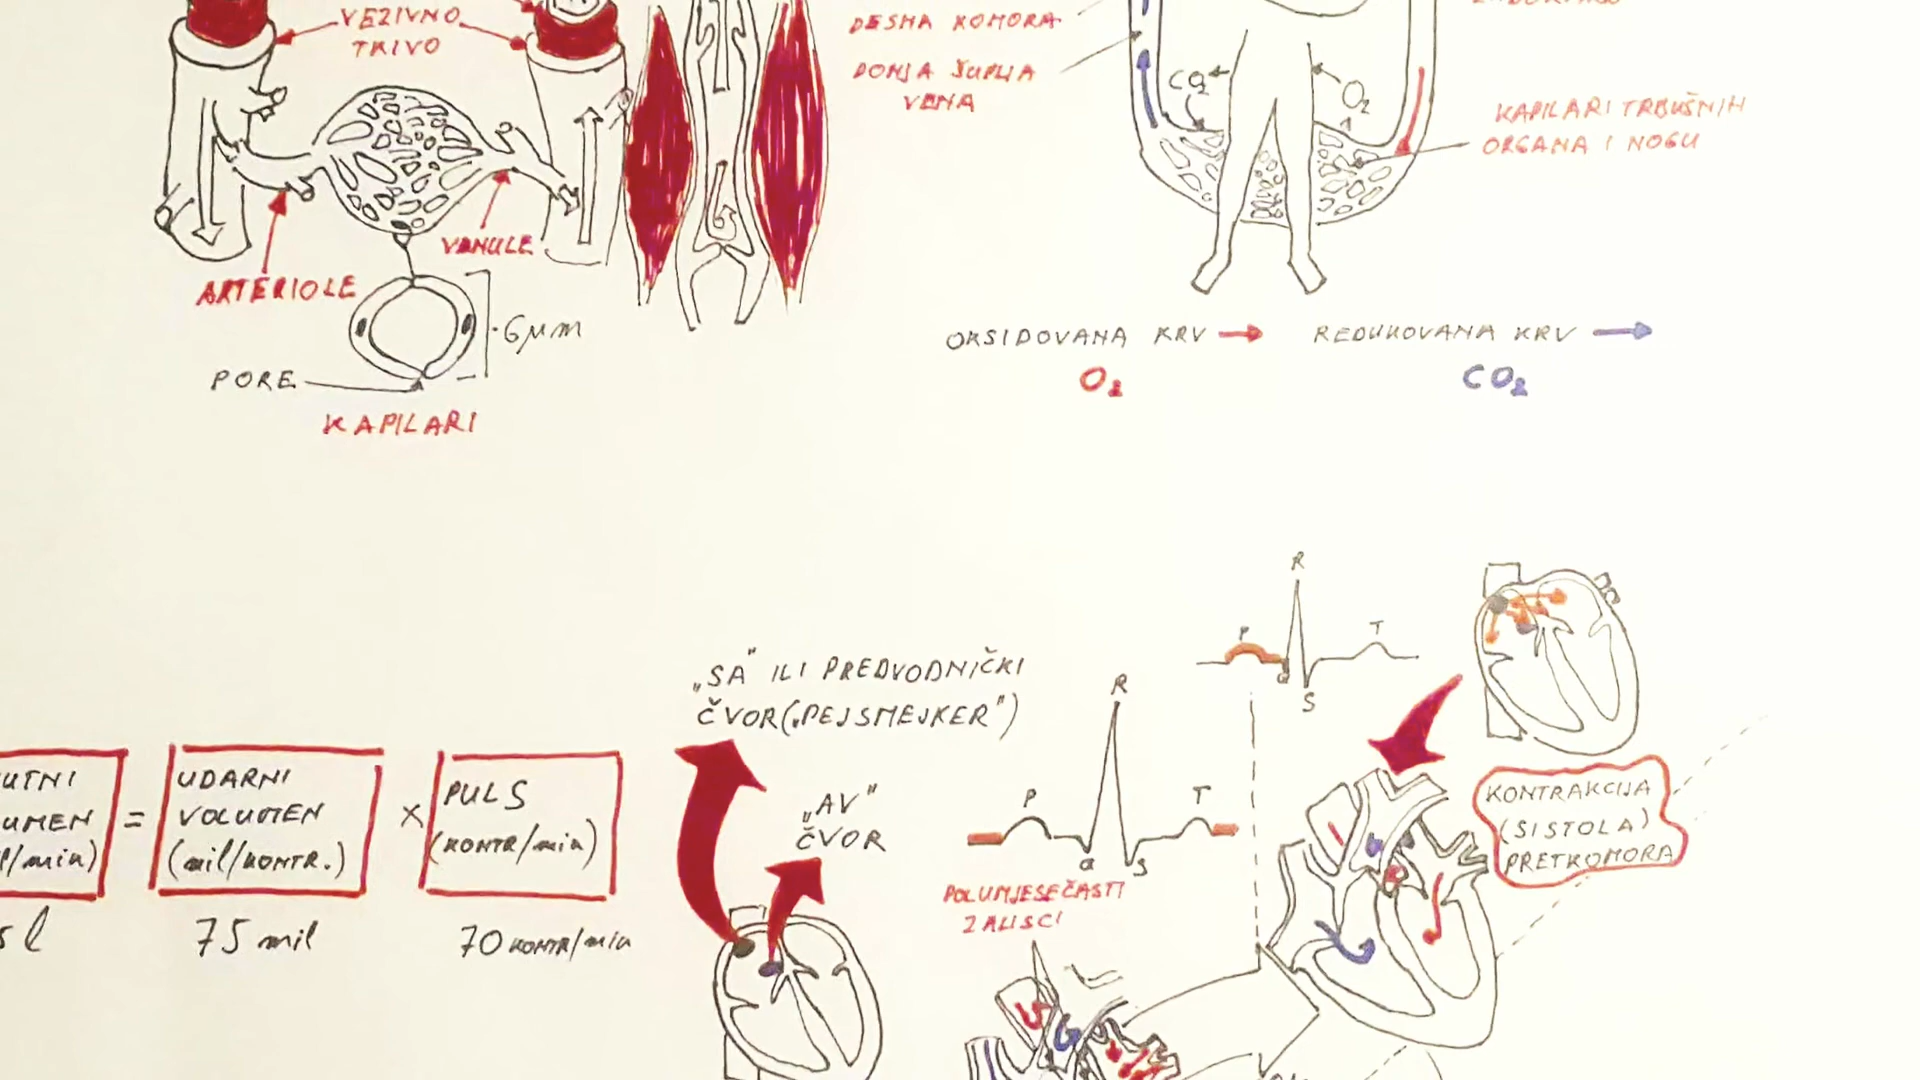 VEZIVNO
TKIVO
ARTERIOLE
VENULE
6μm
PORE
KAPILARI
DESNA KOMORA
DONJA ŠUPLJA
VENA
CO2
O2
KAPILARI TRBUŠNIH
ORGANA I NOGU
OKSIDOVANA KRV
O2
REDUKOVANA KRV
CO2
UTNI
UMEN
l/min)
=
UDARNI
VOLUMEN
(mil/KONTR.)
×
PULS
(KONTR/min)
5 l
75 mil
70 KONTR/min
„SA" ILI PREDVODNIČKI
ČVOR(„PEJSMEJKER")
„AV"
ČVOR
R
P
T
Q
S
R
P
T
Q
S
POLUMJESEČASTI
ZALISCI
KONTRAKCIJA
(SISTOLA)
PRETKOMORA